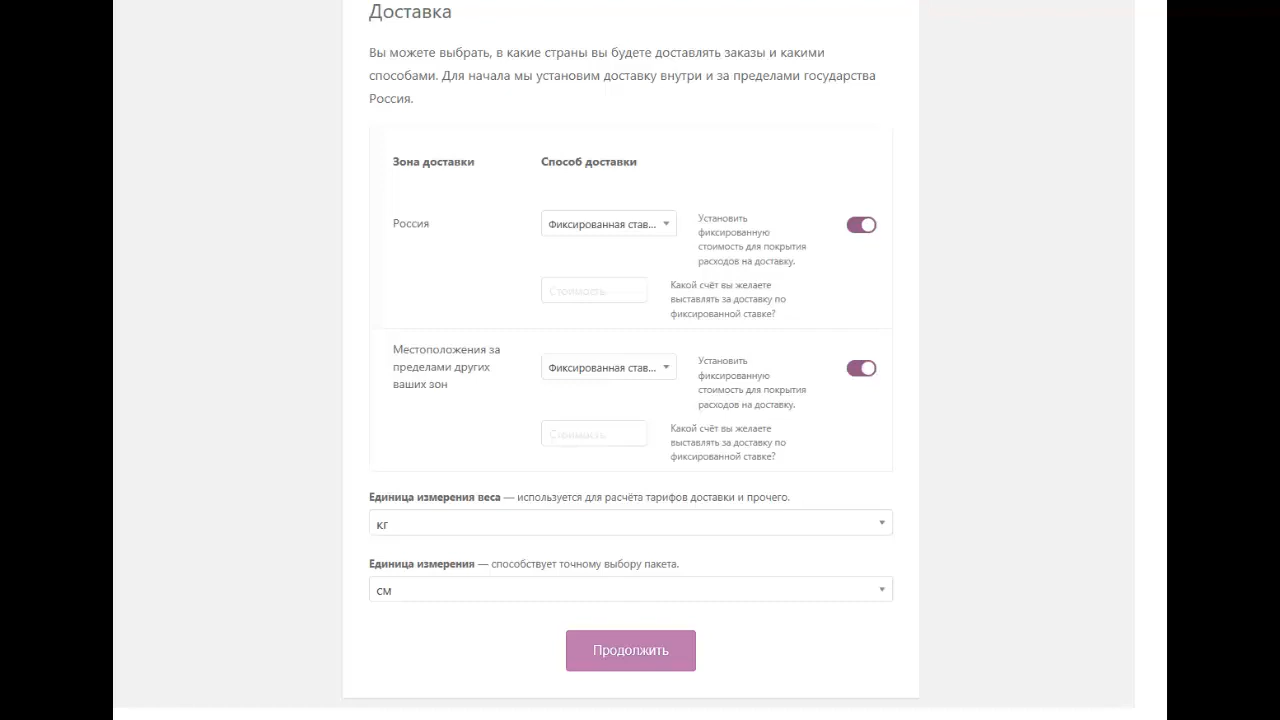 Доставка
Вы можете выбрать, в какие страны вы будете доставлять заказы и какими
способами. Для начала мы установим доставку внутри и за пределами государства
Россия.
Зона доставки
Способ доставки
Россия
Фиксированная став...
Установить
фиксированную
стоимость для покрытия
расходов на доставку.
Стоимость
Какой счёт вы желаете
выставлять за доставку по
фиксированной ставке?
Местоположения за
пределами других
ваших зон
Фиксированная став...
Установить
фиксированную
стоимость для покрытия
расходов на доставку.
Стоимость
Какой счёт вы желаете
выставлять за доставку по
фиксированной ставке?
Единица измерения веса — используется для расчёта тарифов доставки и прочего.
кг
Единица измерения — способствует точному выбору пакета.
см
Продолжить